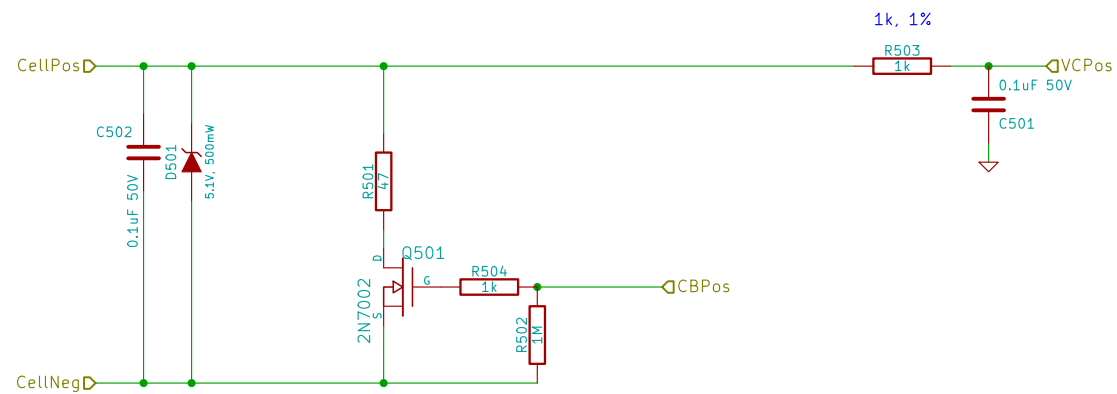 1k, 1%
CellPos
R503
1k
VCPos
0.1uF 50V
C501
C502
0.1uF 50V
D501
5.1V, 500mW
R501
47
Q501
2N7002
D
G
S
R504
1k
CBPos
R502
1M
CellNeg